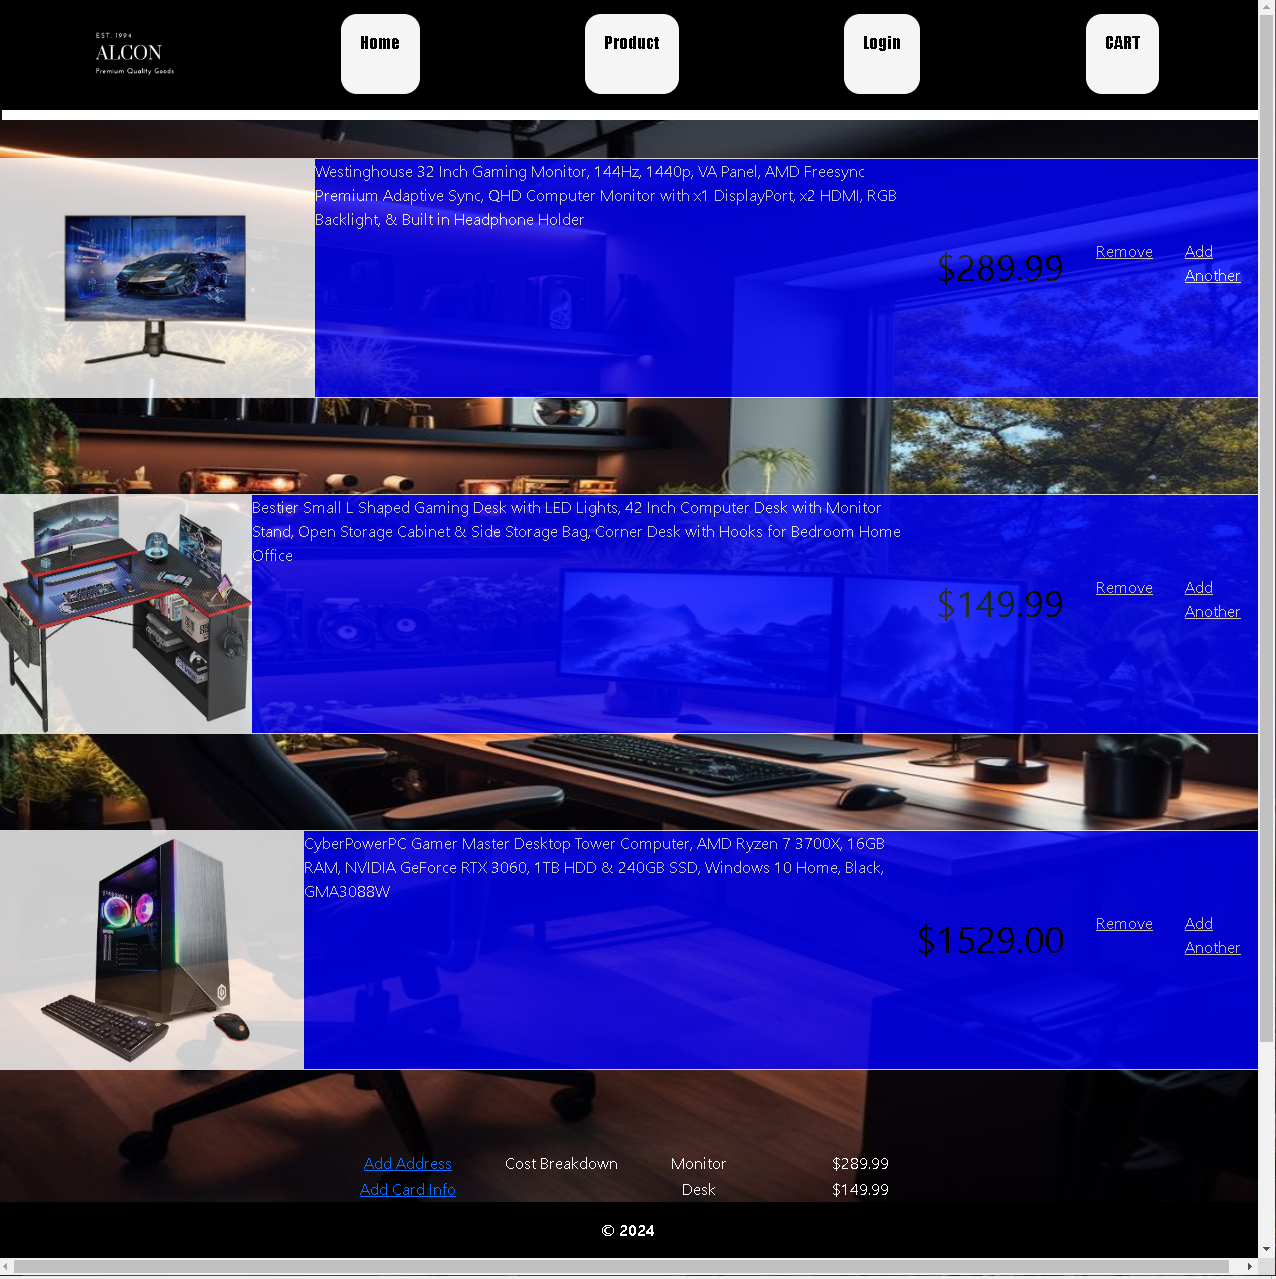 EST. 1994
ALCON
Premium Quality Goods
Home
Product
Login
CART
Westinghouse 32 Inch Gaming Monitor, 144Hz, 1440p, VA Panel, AMD Freesync
Premium Adaptive Sync, QHD Computer Monitor with x1 DisplayPort, x2 HDMI, RGB
Backlight, & Built in Headphone Holder
$289.99
Remove
Add
Another
Bestier Small L Shaped Gaming Desk with LED Lights, 42 Inch Computer Desk with Monitor
Stand, Open Storage Cabinet & Side Storage Bag, Corner Desk with Hooks for Bedroom Home
Office
$149.99
Remove
Add
Another
CyberPowerPC Gamer Master Desktop Tower Computer, AMD Ryzen 7 3700X, 16GB
RAM, NVIDIA GeForce RTX 3060, 1TB HDD & 240GB SSD, Windows 10 Home, Black,
GMA3088W
$1529.00
Remove
Add
Another
Add Address
Cost Breakdown
Monitor
$289.99
Add Card Info
Desk
$149.99
© 2024